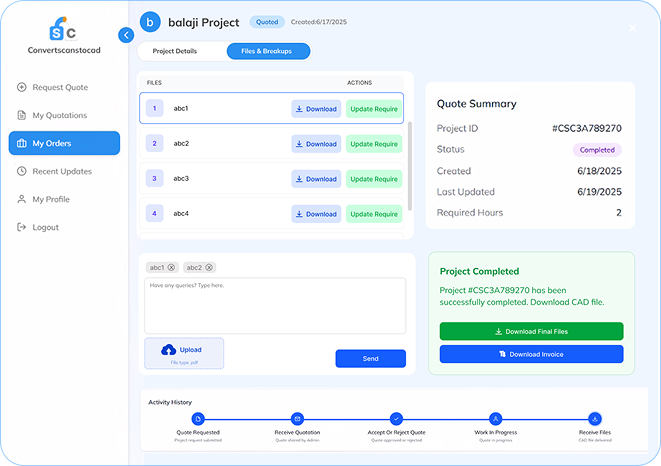 S C
Convertscanstocad
Request Quote
My Quotations
My Orders
Recent Updates
My Profile
Logout
b balaji Project Quoted Created:6/17/2025
Project Details Files & Breakups
FILES ACTIONS
1 abc1 Download Update Require
2 abc2 Download Update Require
3 abc3 Download Update Require
4 abc4 Download Update Require
Quote Summary
Project ID #CSC3A789270
Status Completed
Created 6/18/2025
Last Updated 6/19/2025
Required Hours 2
abc1 abc2
Have any queries? Type here.
Upload
File type .pdf
Send
Project Completed
Project #CSC3A789270 has been
successfully completed. Download CAD file.
Download Final Files
Download Invoice
Activity History
Quote Requested Receive Quotation Accept Or Reject Quote Work In Progress Receive Files
Project request submitted Quote shared by Admin Quote approved or rejected Quote in progress CAD file delivered